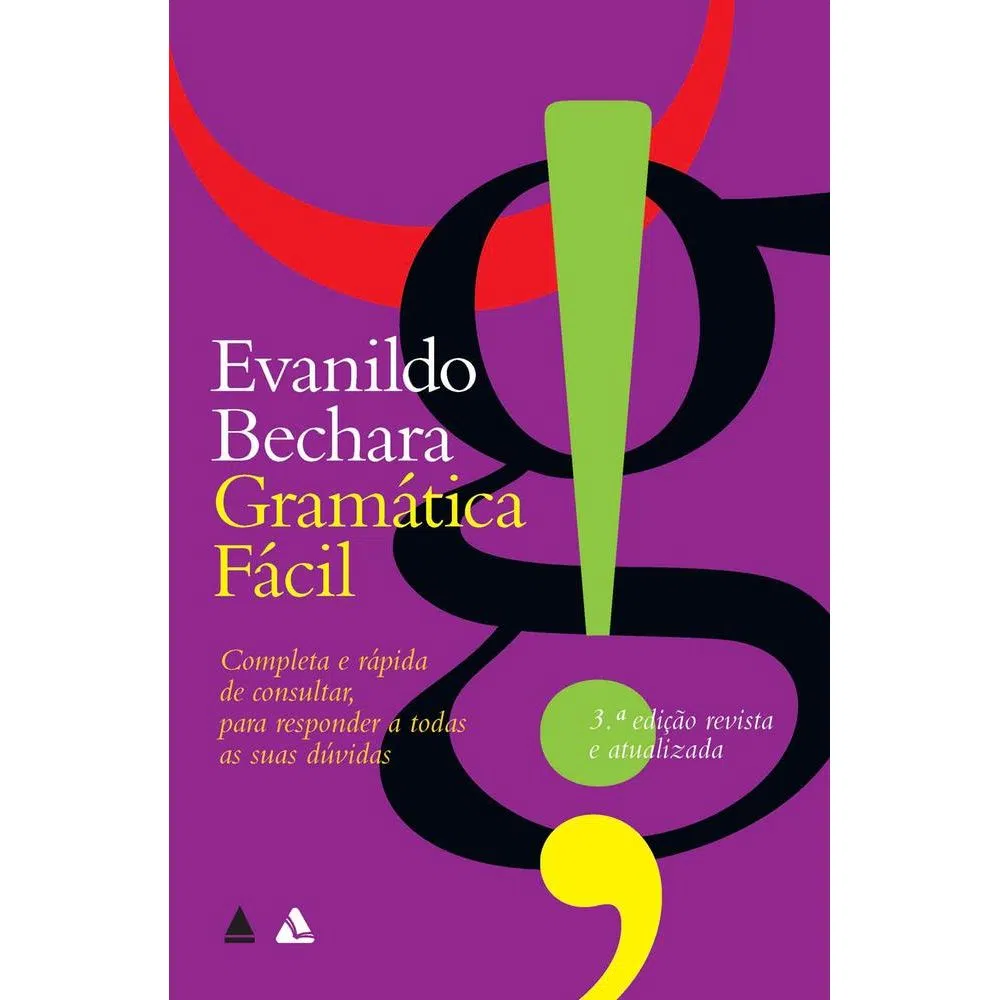 Evanildo
Bechara
Gramática
Fácil
Completa e rápida
de consultar,
para responder a todas
as suas dúvidas
3.ª edição revista
e atualizada